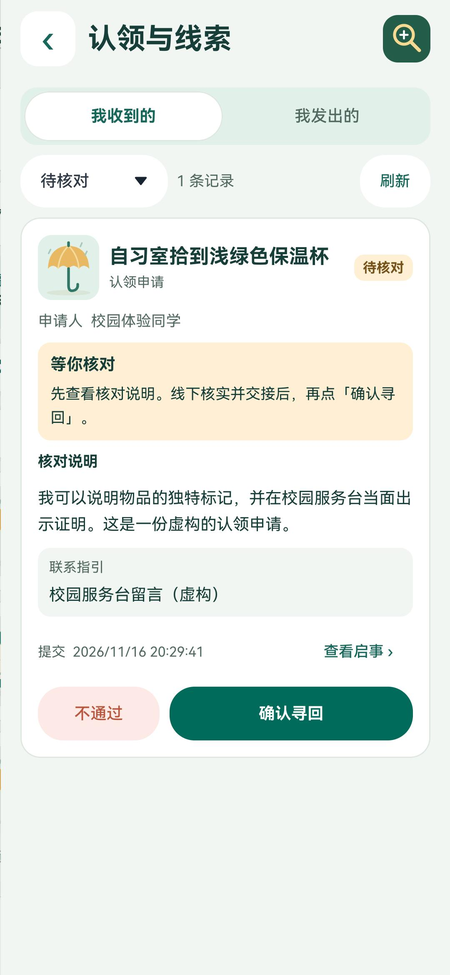 认领与线索
我收到的
我发出的
待核对
1 条记录
刷新
自习室拾到浅绿色保温杯
认领申请
待核对
申请人 校园体验同学
等你核对
先查看核对说明。线下核实并交接后，再点「确认寻
回」。
核对说明
我可以说明物品的独特标记，并在校园服务台当面出
示证明。这是一份虚构的认领申请。
联系指引
校园服务台留言（虚构）
提交 2026/11/16 20:29:41
查看启事 ›
不通过
确认寻回